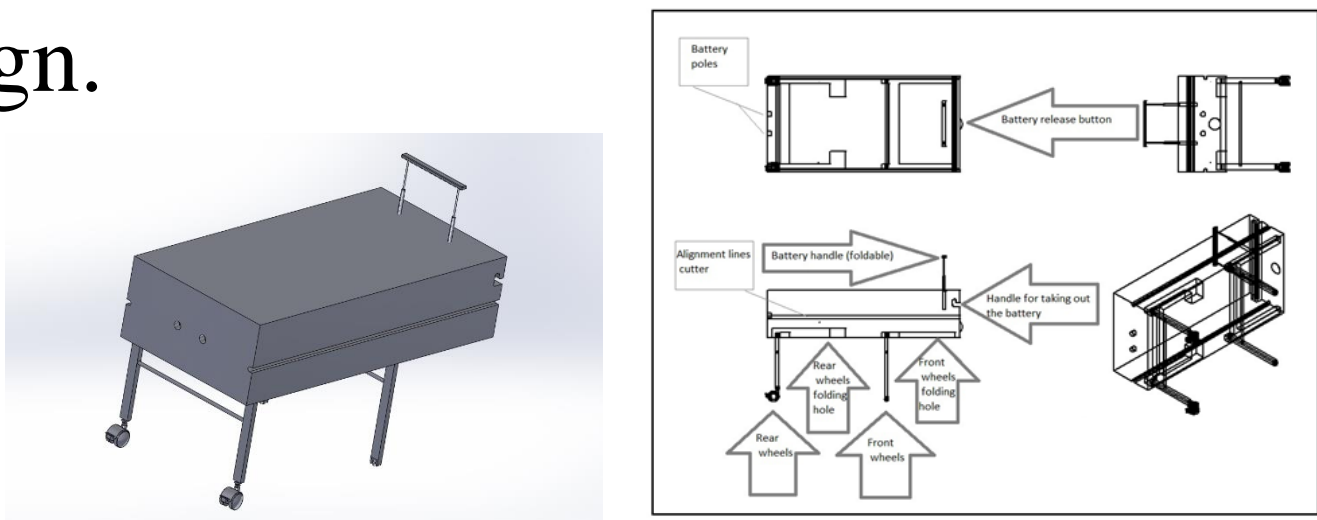 gn.
Battery
poles
Battery release button
Alignment lines
cutter
Battery handle (foldable)
Handle for taking out
the battery
Rear
wheels
folding
hole
Front
wheels
folding
hole
Rear
wheels
Front
wheels